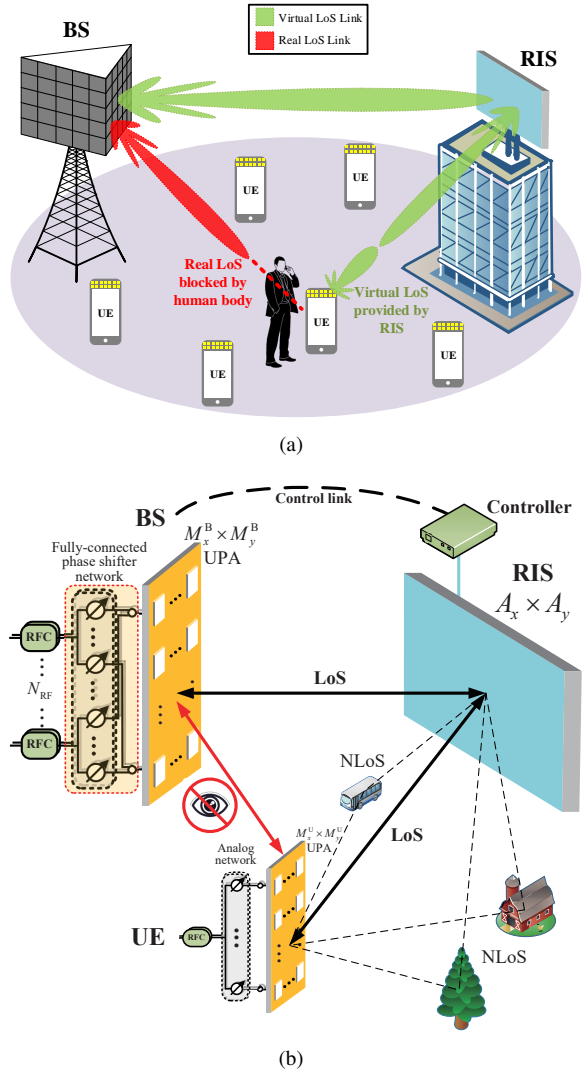 Virtual LoS Link
Real LoS Link
BS
RIS
UE
UE
Real LoS
blocked by
human body
UE
UE
Virtual LoS
provided by
RIS
UE
UE
(a)
Control link
Controller
BS
M_x^B × M_y^B
UPA
Fully-connected
phase shifter
network
RIS
A_x × A_y
RFC
N_RF
RFC
LoS
NLoS
LoS
M_x^U × M_y^U
UPA
Analog
network
UE
RFC
NLoS
(b)